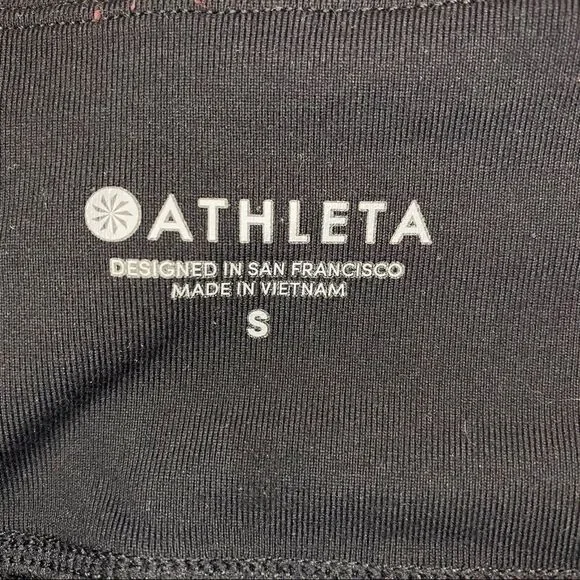 ATHLETA
DESIGNED IN SAN FRANCISCO
MADE IN VIETNAM
S